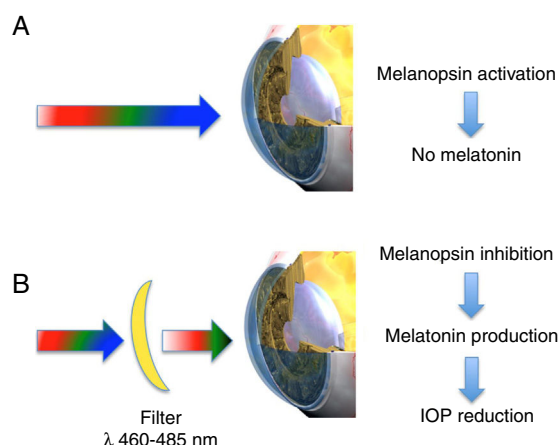 A
Melanopsin activation
No melatonin
B
Melanopsin inhibition
Melatonin production
IOP reduction
Filter
λ 460-485 nm